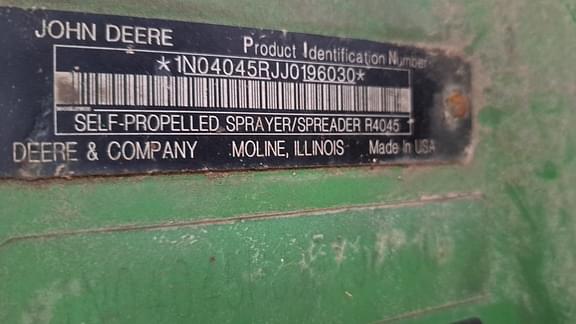 JOHN DEERE
Product Identification Number
*1N04045RJJ0196030*
SELF-PROPELLED SPRAYER/SPREADER R4045
DEERE & COMPANY MOLINE, ILLINOIS Made In USA